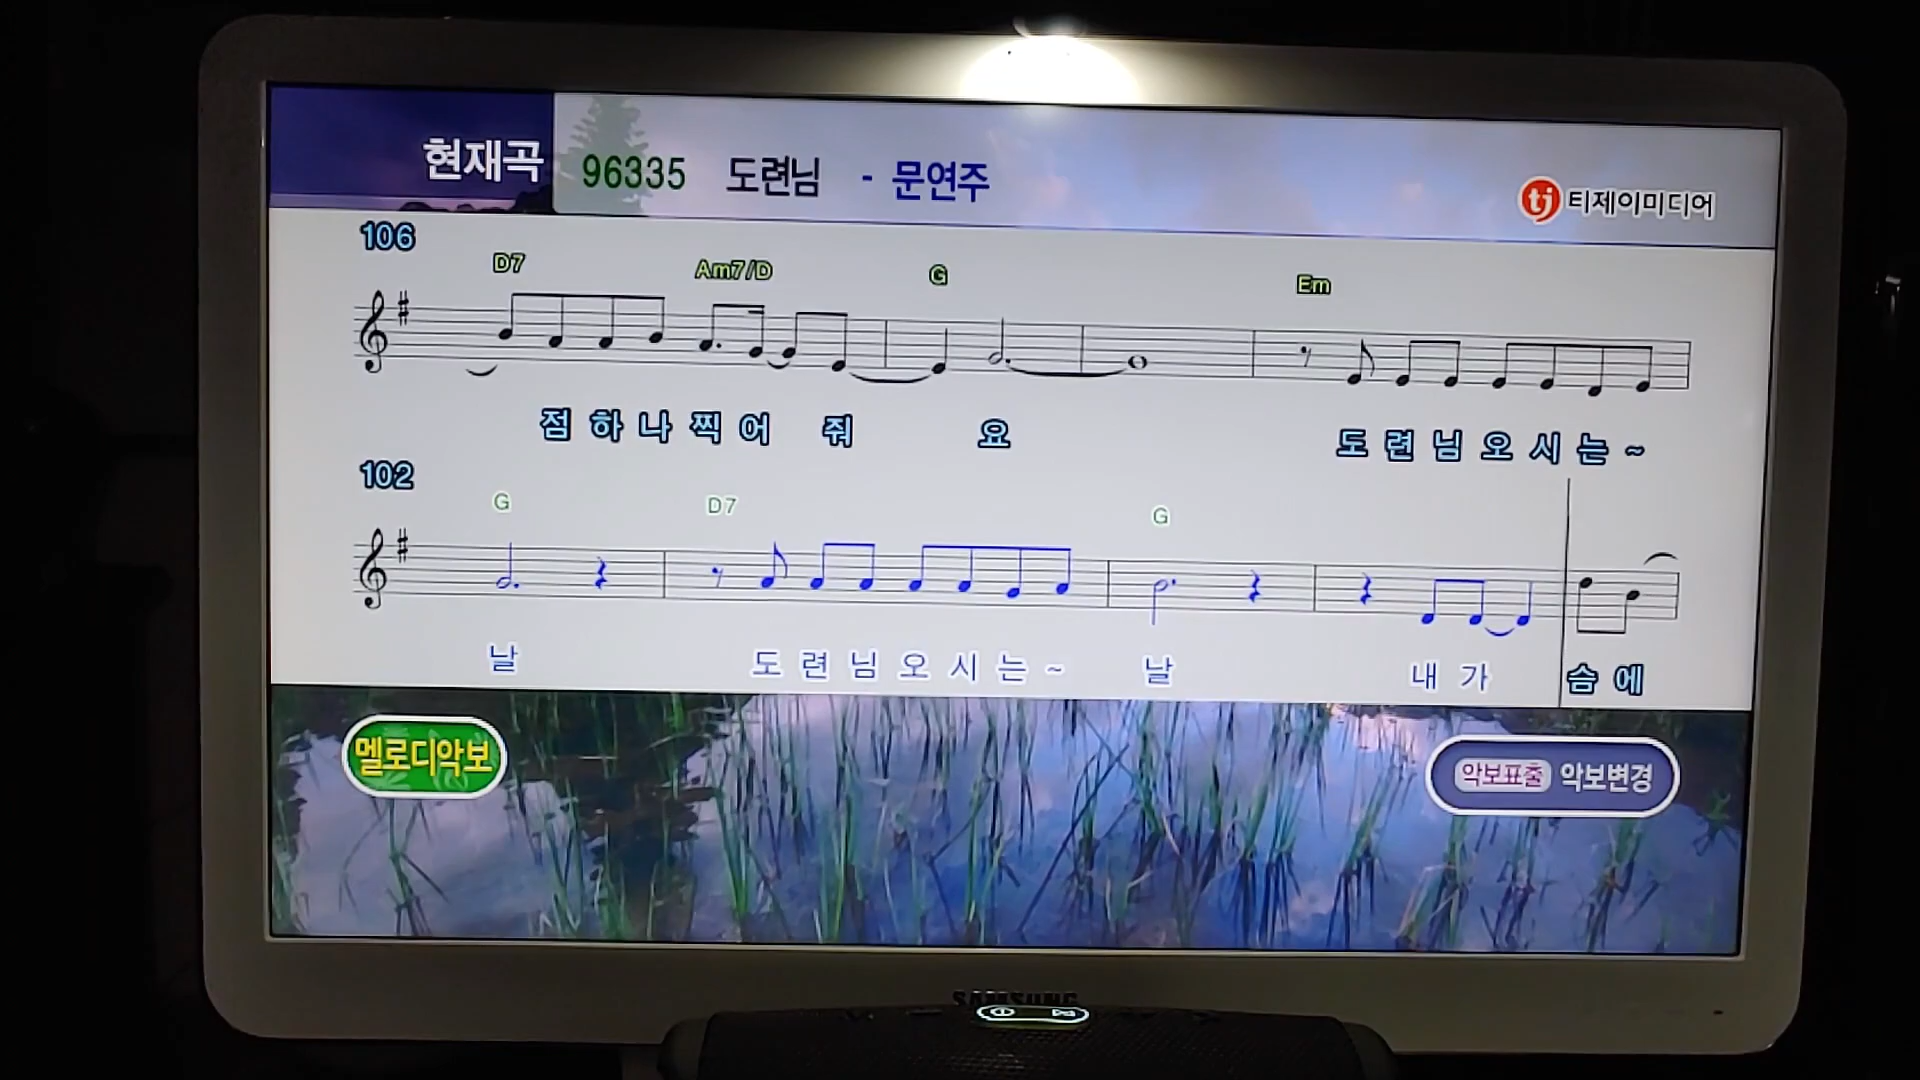 현재곡 96335 도련님 - 문연주
tj 티제이미디어
106
D7 Am7/D G Em
점 하 나 찍 어 줘 요 도 련 님 오 시 는 ~
102
G D7 G
날 도 련 님 오 시 는 ~ 날 내 가 슴 에
멜로디악보
악보표출 악보변경
SAMSUNG